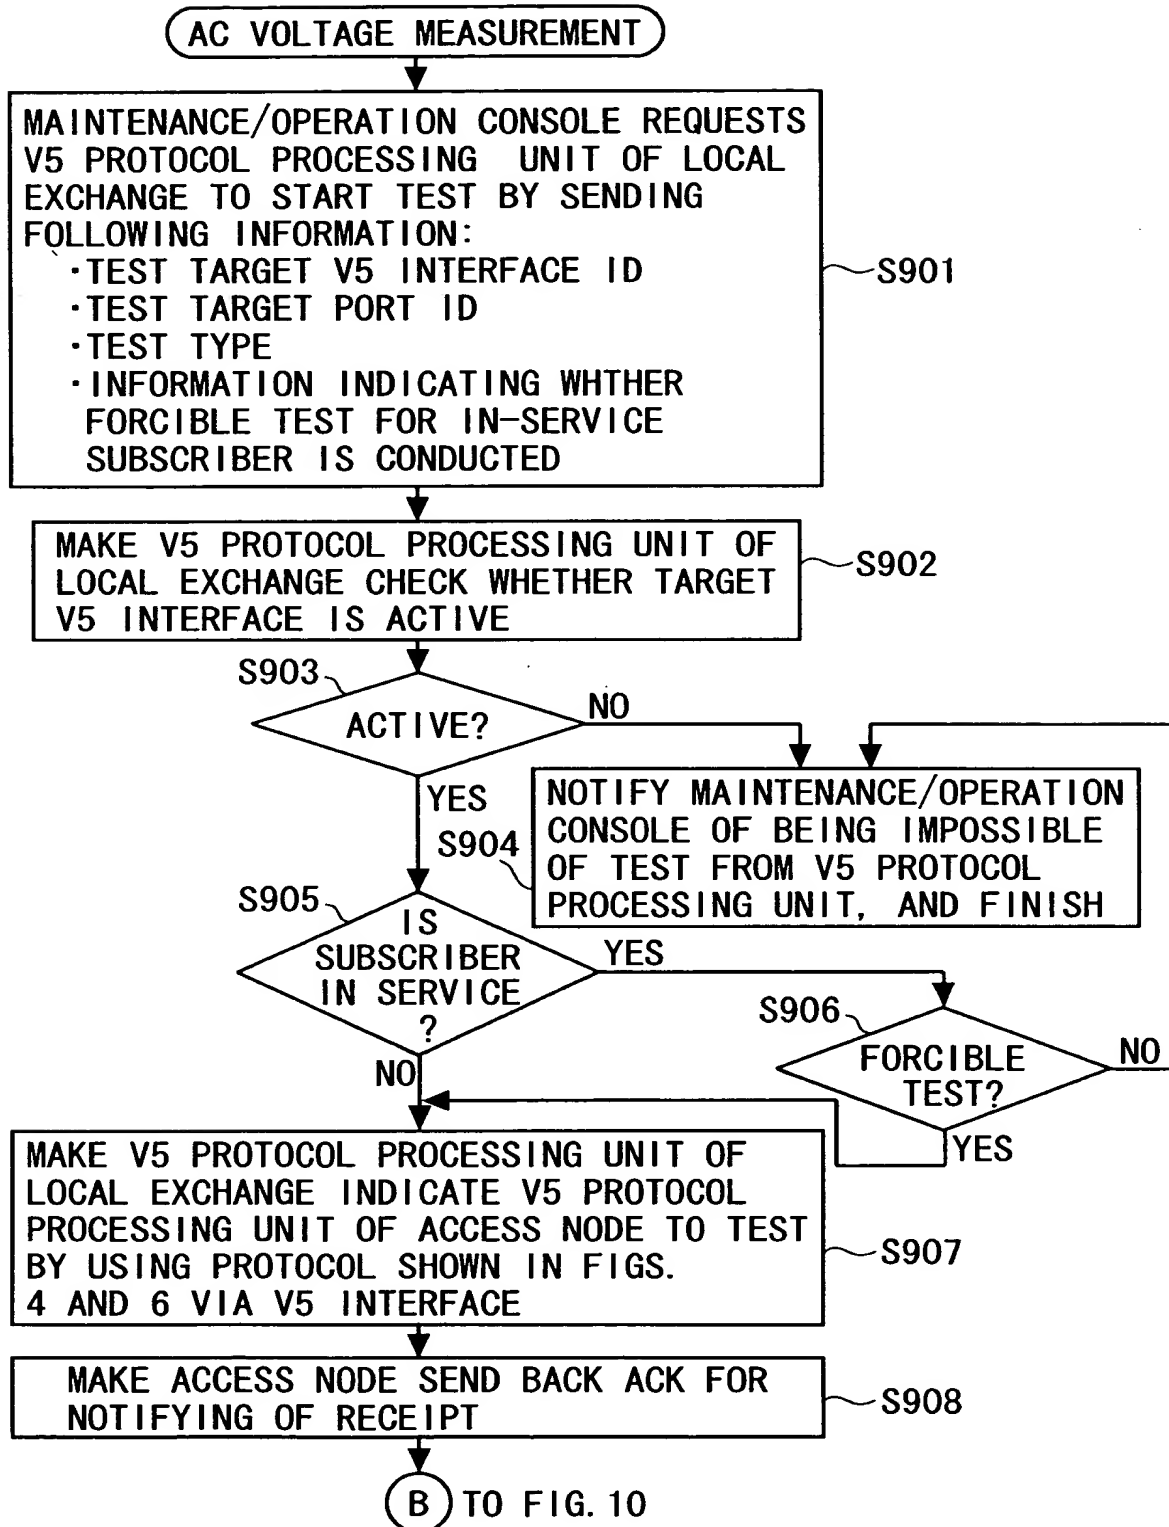 AC VOLTAGE MEASUREMENT
MAINTENANCE/OPERATION CONSOLE REQUESTS
V5 PROTOCOL PROCESSING UNIT OF LOCAL
EXCHANGE TO START TEST BY SENDING
FOLLOWING INFORMATION:
・TEST TARGET V5 INTERFACE ID
・TEST TARGET PORT ID
・TEST TYPE
・INFORMATION INDICATING WHTHER
FORCIBLE TEST FOR IN-SERVICE
SUBSCRIBER IS CONDUCTED
S901
MAKE V5 PROTOCOL PROCESSING UNIT OF
LOCAL EXCHANGE CHECK WHETHER TARGET
V5 INTERFACE IS ACTIVE
S902
S903
ACTIVE?
NO
YES
NOTIFY MAINTENANCE/OPERATION
CONSOLE OF BEING IMPOSSIBLE
OF TEST FROM V5 PROTOCOL
PROCESSING UNIT, AND FINISH
S904
S905
IS
SUBSCRIBER
IN SERVICE
?
YES
NO
S906
FORCIBLE
TEST?
NO
YES
MAKE V5 PROTOCOL PROCESSING UNIT OF
LOCAL EXCHANGE INDICATE V5 PROTOCOL
PROCESSING UNIT OF ACCESS NODE TO TEST
BY USING PROTOCOL SHOWN IN FIGS.
4 AND 6 VIA V5 INTERFACE
S907
MAKE ACCESS NODE SEND BACK ACK FOR
NOTIFYING OF RECEIPT
S908
B TO FIG. 10